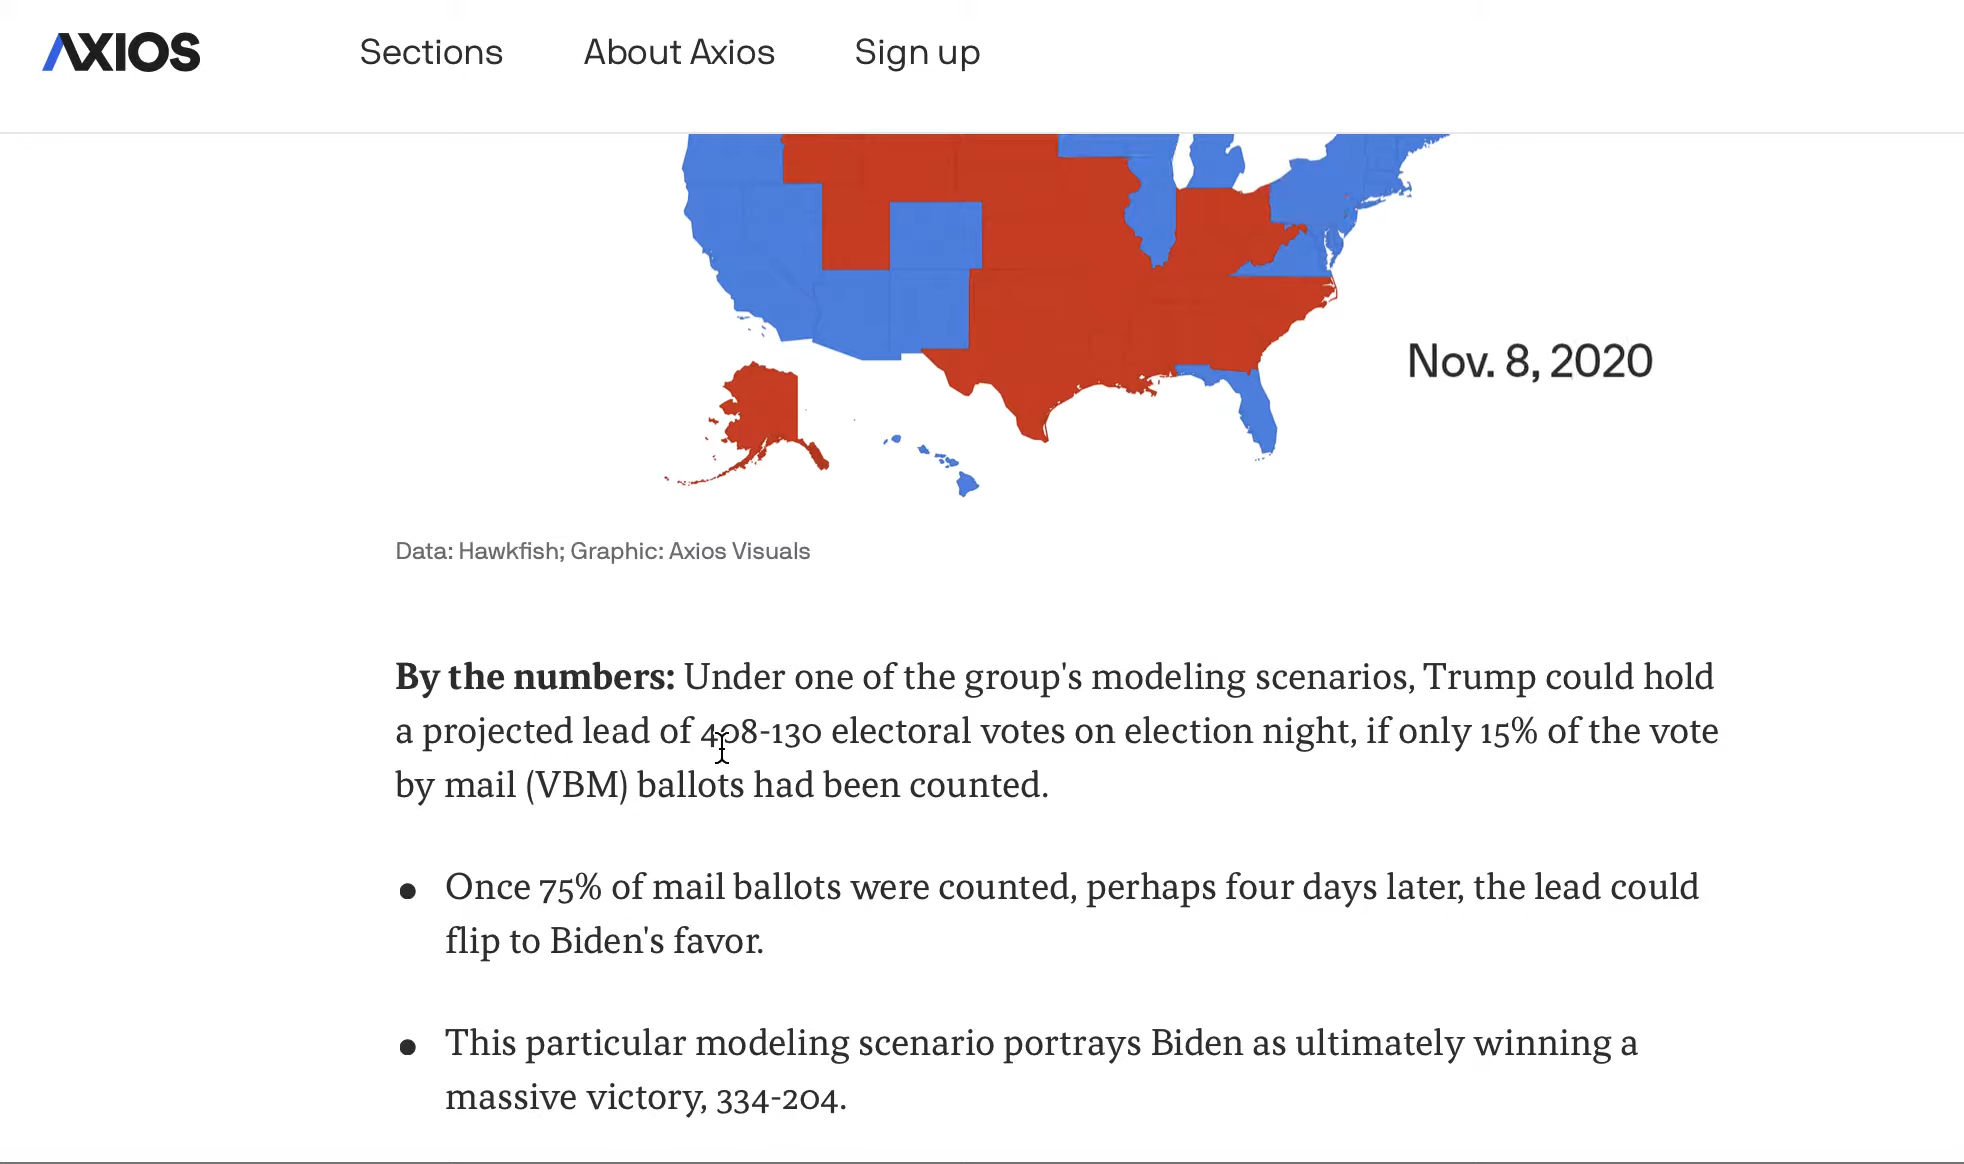 AXIOS Sections About Axios Sign up
Nov. 8, 2020
Data: Hawkfish; Graphic: Axios Visuals
By the numbers: Under one of the group's modeling scenarios, Trump could hold
a projected lead of 408-130 electoral votes on election night, if only 15% of the vote
by mail (VBM) ballots had been counted.
● Once 75% of mail ballots were counted, perhaps four days later, the lead could
flip to Biden's favor.
● This particular modeling scenario portrays Biden as ultimately winning a
massive victory, 334-204.